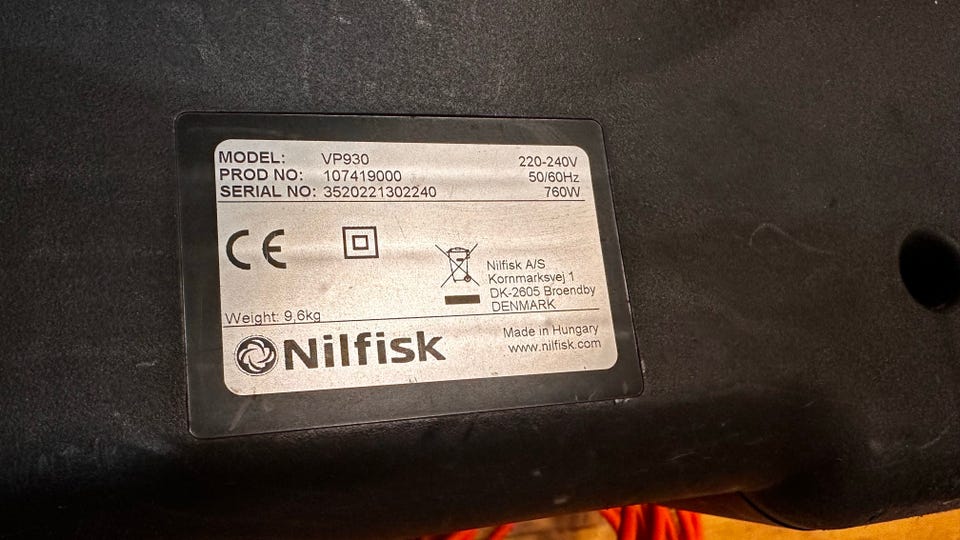 MODEL: VP930 220-240V
PROD NO: 107419000 50/60Hz
SERIAL NO: 3520221302240 760W
CE
Nilfisk A/S
Kornmarksvej 1
DK-2605 Broendby
DENMARK
Weight: 9,6kg
Nilfisk
Made in Hungary
www.nilfisk.com